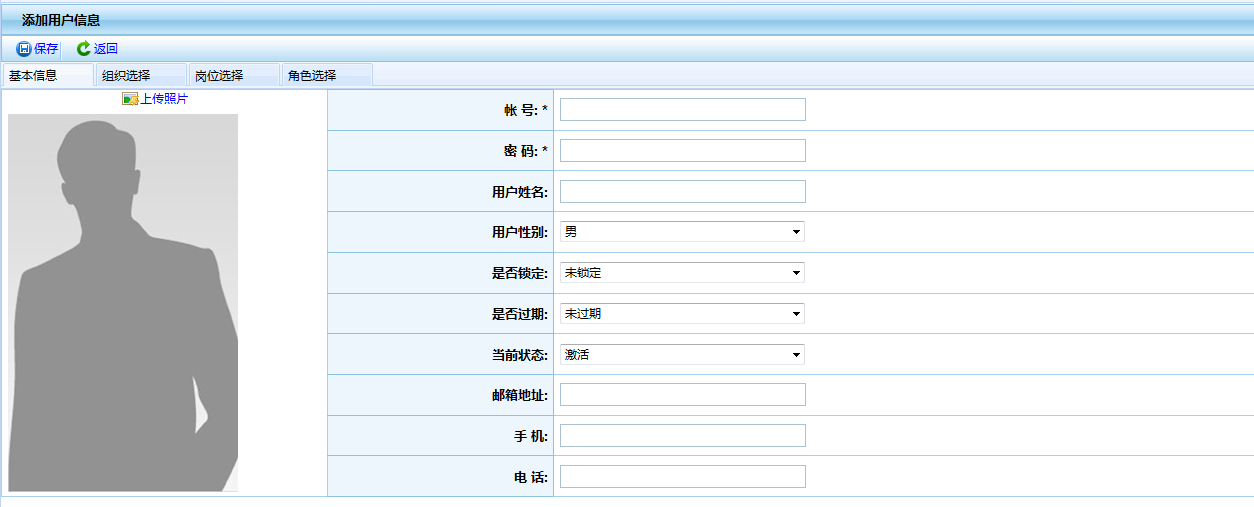 添加用户信息
保存 返回
基本信息 组织选择 岗位选择 角色选择
上传照片
帐 号: *
密 码: *
用户姓名:
用户性别: 男
是否锁定: 未锁定
是否过期: 未过期
当前状态: 激活
邮箱地址:
手 机:
电 话: